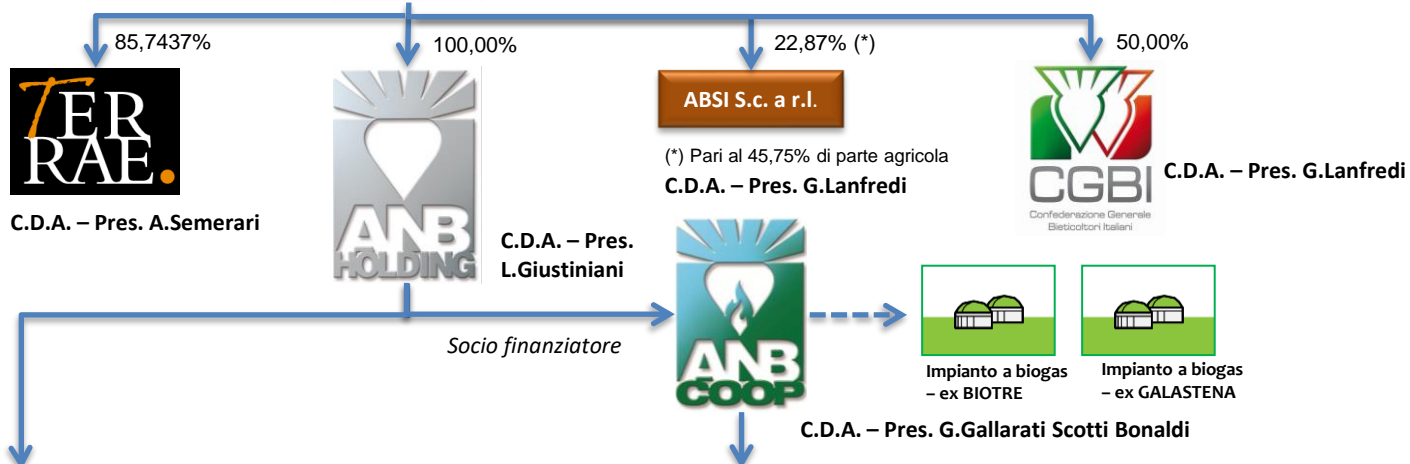 85,7437%
100,00%
22,87% (*)
50,00%
TER
RAE.
C.D.A. – Pres. A.Semerari
ANB
HOLDING
C.D.A. – Pres.
L.Giustiniani
ABSI S.c. a r.l.
(*) Pari al 45,75% di parte agricola
C.D.A. – Pres. G.Lanfredi
CGBI
Confederazione Generale
Bieticoltori Italiani
C.D.A. – Pres. G.Lanfredi
Socio finanziatore
ANB
COOP
C.D.A. – Pres. G.Gallarati Scotti Bonaldi
Impianto a biogas
– ex BIOTRE
Impianto a biogas
– ex GALASTENA